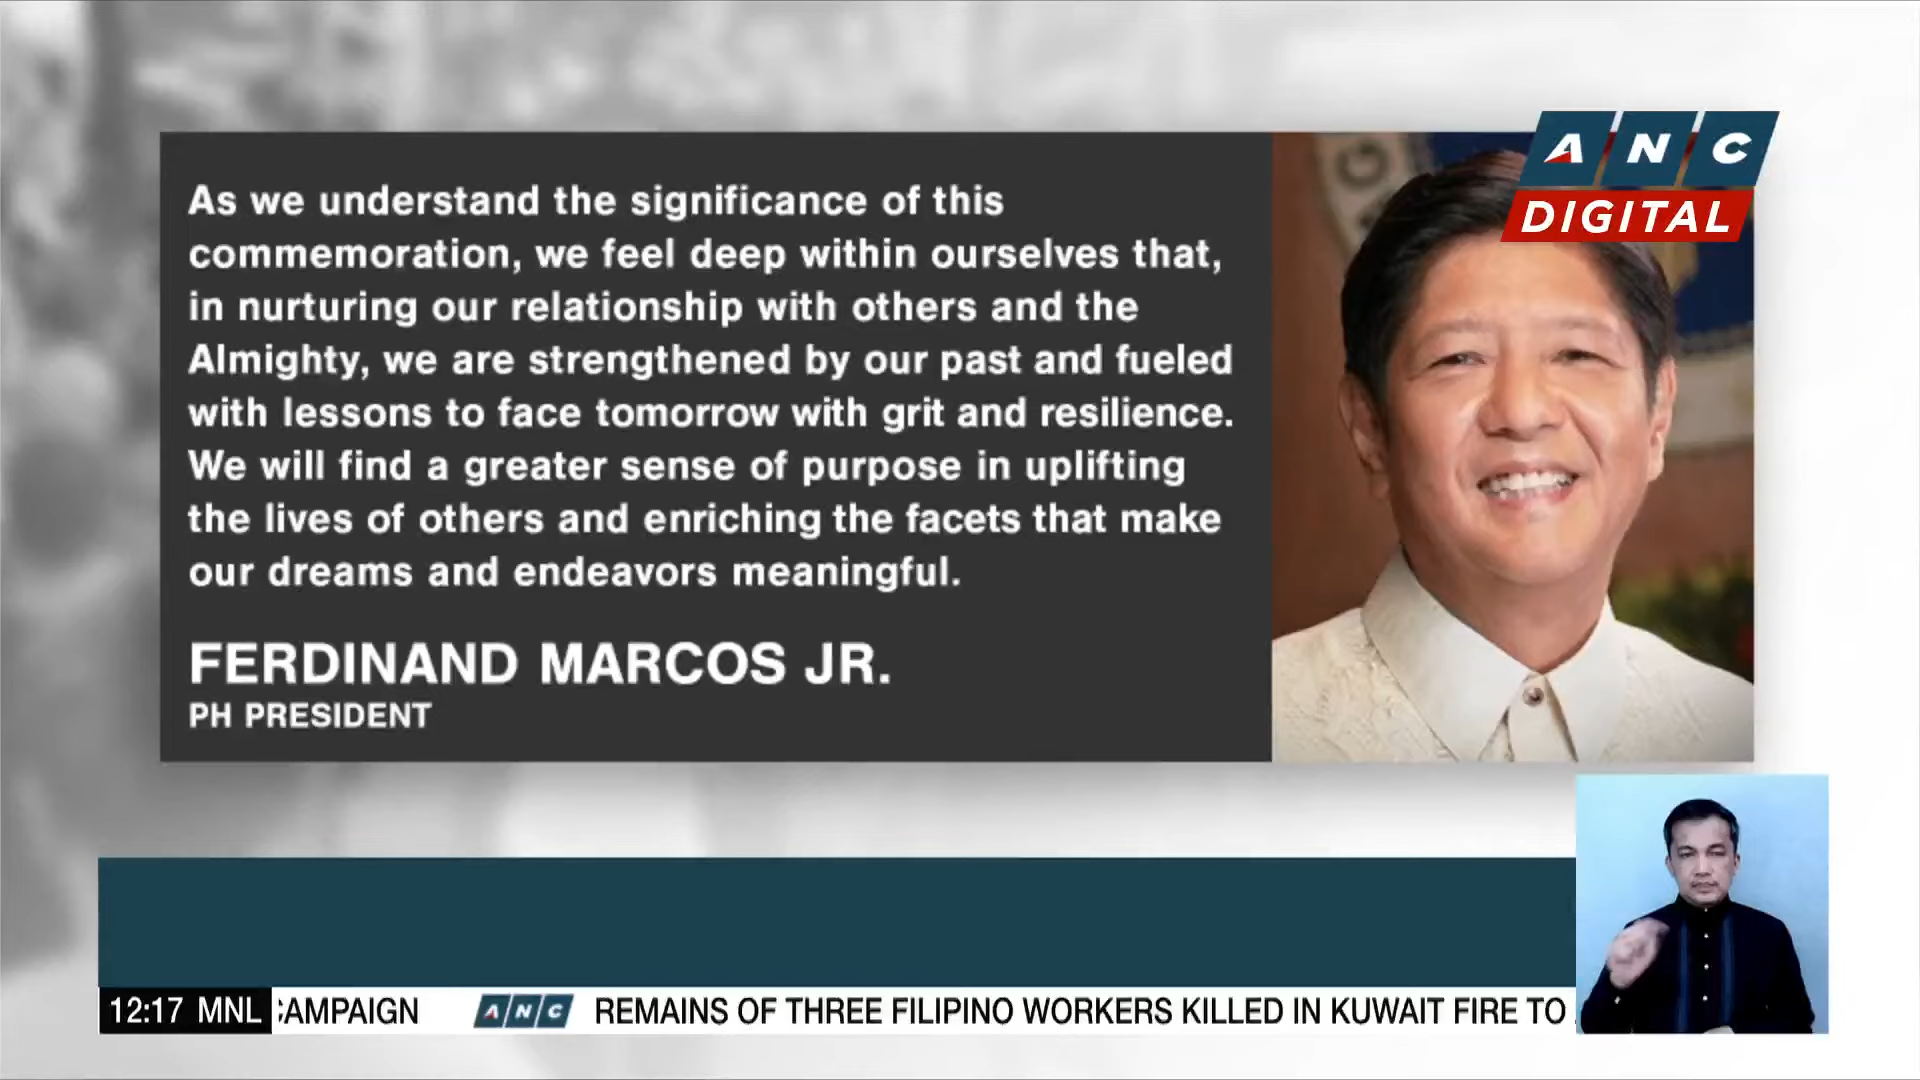 ANC
DIGITAL
As we understand the significance of this
commemoration, we feel deep within ourselves that,
in nurturing our relationship with others and the
Almighty, we are strengthened by our past and fueled
with lessons to face tomorrow with grit and resilience.
We will find a greater sense of purpose in uplifting
the lives of others and enriching the facets that make
our dreams and endeavors meaningful.
FERDINAND MARCOS JR.
PH PRESIDENT
12:17 MNL CAMPAIGN ANC REMAINS OF THREE FILIPINO WORKERS KILLED IN KUWAIT FIRE TO